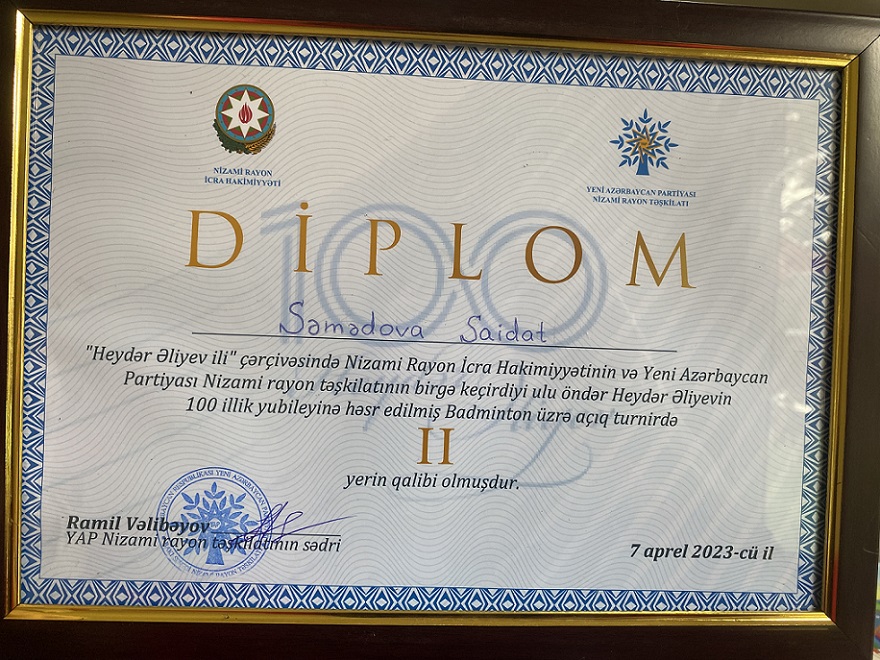 NİZAMİ RAYON
İCRA HAKİMİYYƏTİ
YENİ AZƏRBAYCAN PARTİYASI
NİZAMİ RAYON TƏŞKİLATI
DİPLOM
100
Səmədova Saidat
"Heydər Əliyev ili" çərçivəsində Nizami Rayon İcra Hakimiyyətinin və Yeni Azərbaycan
Partiyası Nizami rayon təşkilatının birgə keçirdiyi ulu öndər Heydər Əliyevin
100 illik yubileyinə həsr edilmiş Badminton üzrə açıq turnirdə
II
yerin qalibi olmuşdur.
Ramil Vəlibəyov
YAP Nizami rayon təşkilatının sədri
7 aprel 2023-cü il